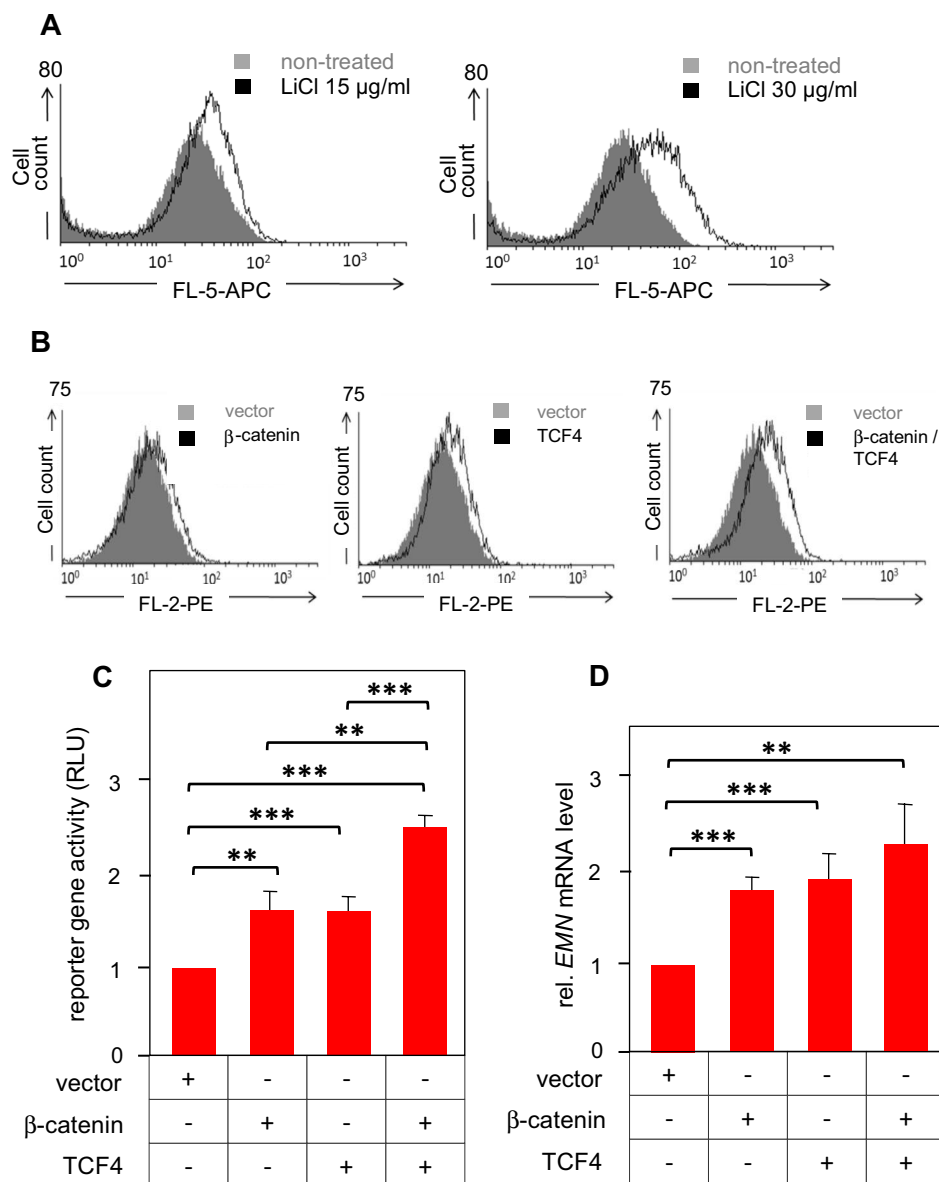 A
non-treated
LiCl 15 µg/ml
80
Cell
count
10⁰ 10¹ 10² 10³
FL-5-APC
non-treated
LiCl 30 µg/ml
80
Cell
count
10⁰ 10¹ 10² 10³
FL-5-APC
B
75
vector
β-catenin
Cell count
10⁰ 10¹ 10² 10³
FL-2-PE
75
vector
TCF4
Cell count
10⁰ 10¹ 10² 10³
FL-2-PE
75
vector
β-catenin /
TCF4
Cell count
10⁰ 10¹ 10² 10³
FL-2-PE
C
reporter gene activity (RLU)
3
2
1
0
***
**
***
***
**
vector + - - -
β-catenin - + - +
TCF4 - - + +
D
rel. EMN mRNA level
3
2
1
0
**
***
***
vector + - - -
β-catenin - + - +
TCF4 - - + +